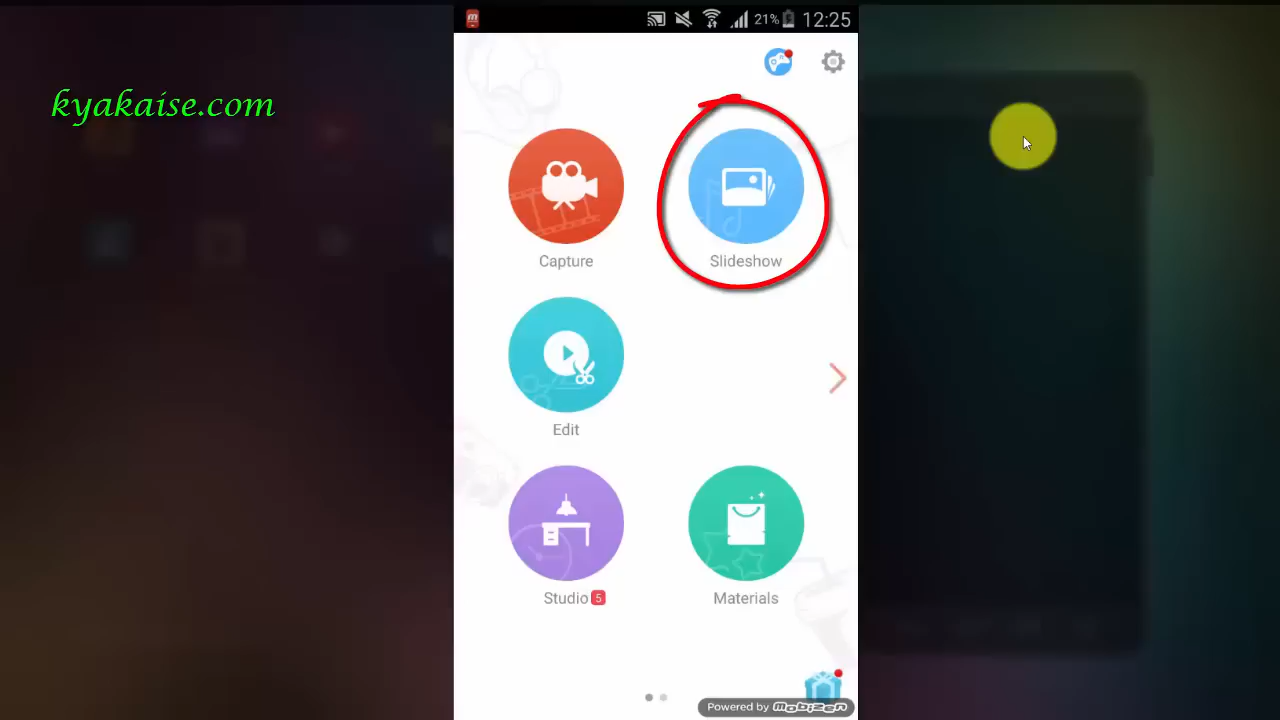 21% 12:25
kyakaise.com
Capture
Slideshow
Edit
Studio 5
Materials
Powered by mobizen